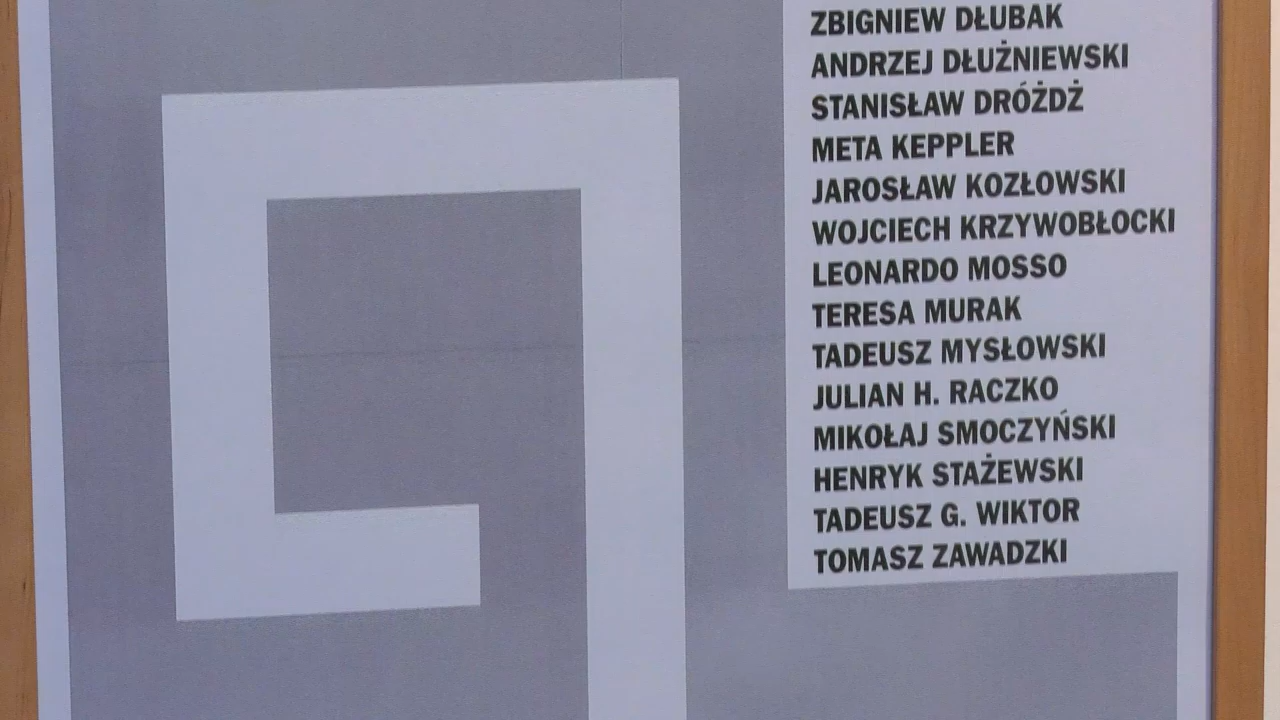 ZBIGNIEW DŁUBAK
ANDRZEJ DŁUŻNIEWSKI
STANISŁAW DRÓŻDŻ
META KEPPLER
JAROSŁAW KOZŁOWSKI
WOJCIECH KRZYWOBŁOCKI
LEONARDO MOSSO
TERESA MURAK
TADEUSZ MYSŁOWSKI
JULIAN H. RACZKO
MIKOŁAJ SMOCZYŃSKI
HENRYK STAŻEWSKI
TADEUSZ G. WIKTOR
TOMASZ ZAWADZKI